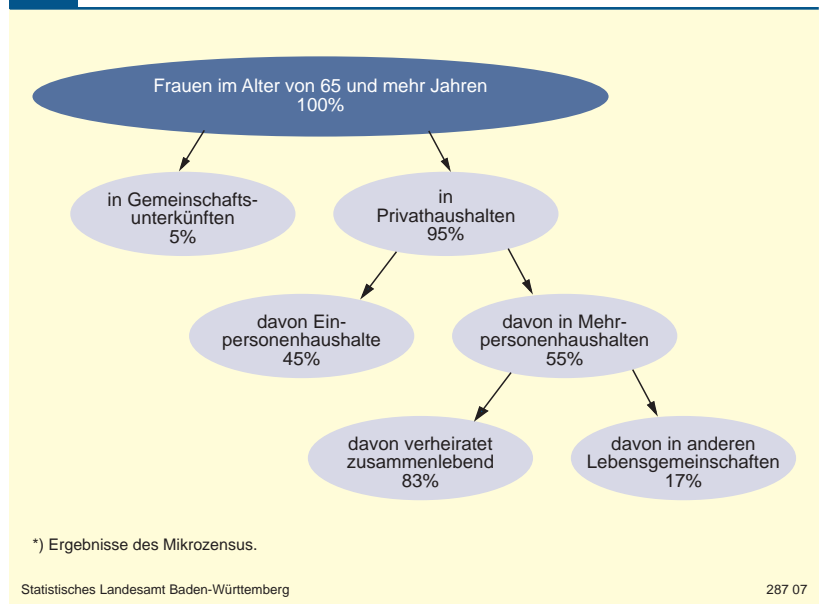 Frauen im Alter von 65 und mehr Jahren
100%
in Gemeinschafts-
unterkünften
5%
in
Privathaushalten
95%
davon Ein-
personenhaushalte
45%
davon in Mehr-
personenhaushalten
55%
davon verheiratet
zusammenlebend
83%
davon in anderen
Lebensgemeinschaften
17%
*) Ergebnisse des Mikrozensus.
Statistisches Landesamt Baden-Württemberg
287 07